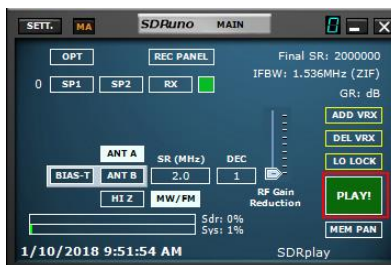 SETT. MA SDRuno MAIN 0 X
OPT REC PANEL Final SR: 2000000
IFBW: 1.536MHz (ZIF)
0 SP1 SP2 RX
GR: dB
ADD VRX
DEL VRX
ANT A SR (MHz) DEC LO LOCK
BIAS-T ANT B 2.0 1
RF Gain
Reduction
PLAY!
HI Z MW/FM
Sdr: 0%
Sys: 1%
MEM PAN
1/10/2018 9:51:54 AM SDRplay